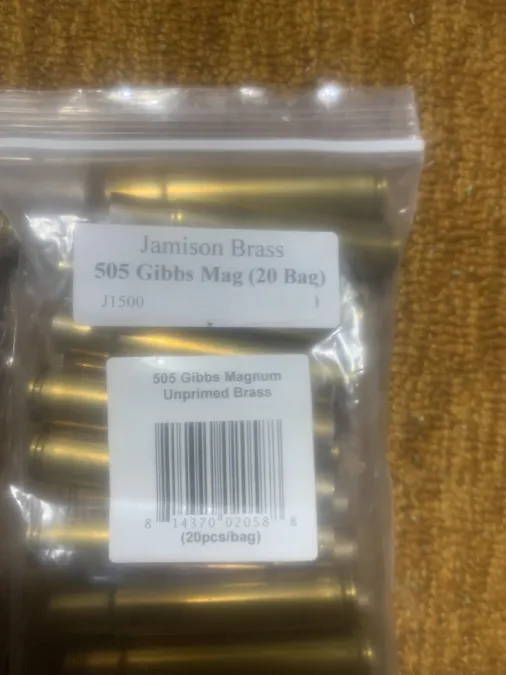 Jamison Brass
505 Gibbs Mag (20 Bag)
J1500 1
505 Gibbs Magnum
Unprimed Brass
8 14370 02058 8
(20pcs/bag)